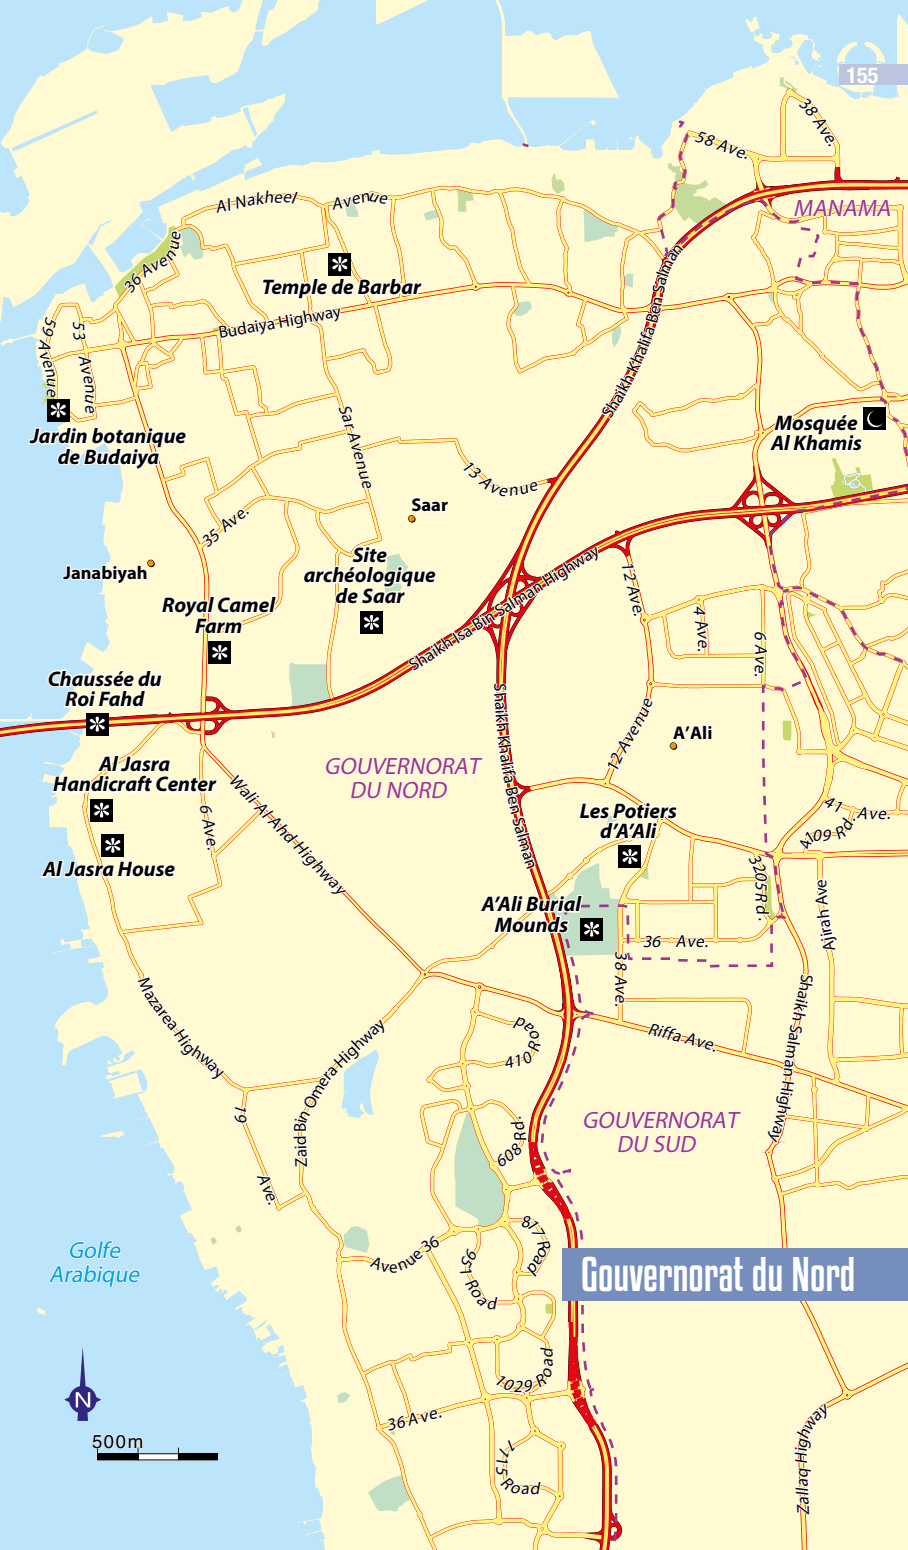 155
38 Ave.
58 Ave.
MANAMA
Al Nakheel Avenue
36 Avenue
Temple de Barbar
Budaiya Highway
Shaikh Khalifa Ben Salman
59 Avenue
53 Avenue
Jardin botanique
de Budaiya
Sar Avenue
13 Avenue
Mosquée
Al Khamis
Saar
35 Ave.
Site
archéologique
de Saar
Janabiyah
Royal Camel
Farm
Shaikh Isa Bin Salman Highway
12 Ave.
4 Ave.
6 Ave.
Chaussée du
Roi Fahd
Shaikh Khalifa Ben Salman
12 Avenue
A'Ali
GOUVERNORAT
DU NORD
Al Jasra
Handicraft Center
Wali Al Ahd Highway
6 Ave.
Al Jasra House
Les Potiers
d'A'Ali
41 Ave.
109 Rd.
3205 Rd.
Ajirah Ave
A'Ali Burial
Mounds
36 Ave.
38 Ave.
Shaikh Salman Highway
Mazarea Highway
Zaid Bin Omera Highway
410 Road
Riffa Ave.
19 Ave.
608 Rd.
GOUVERNORAT
DU SUD
Golfe
Arabique
Avenue 36
817 Road
951 Road
Gouvernorat du Nord
1029 Road
36 Ave.
N
500m
7715 Road
Zallaq Highway